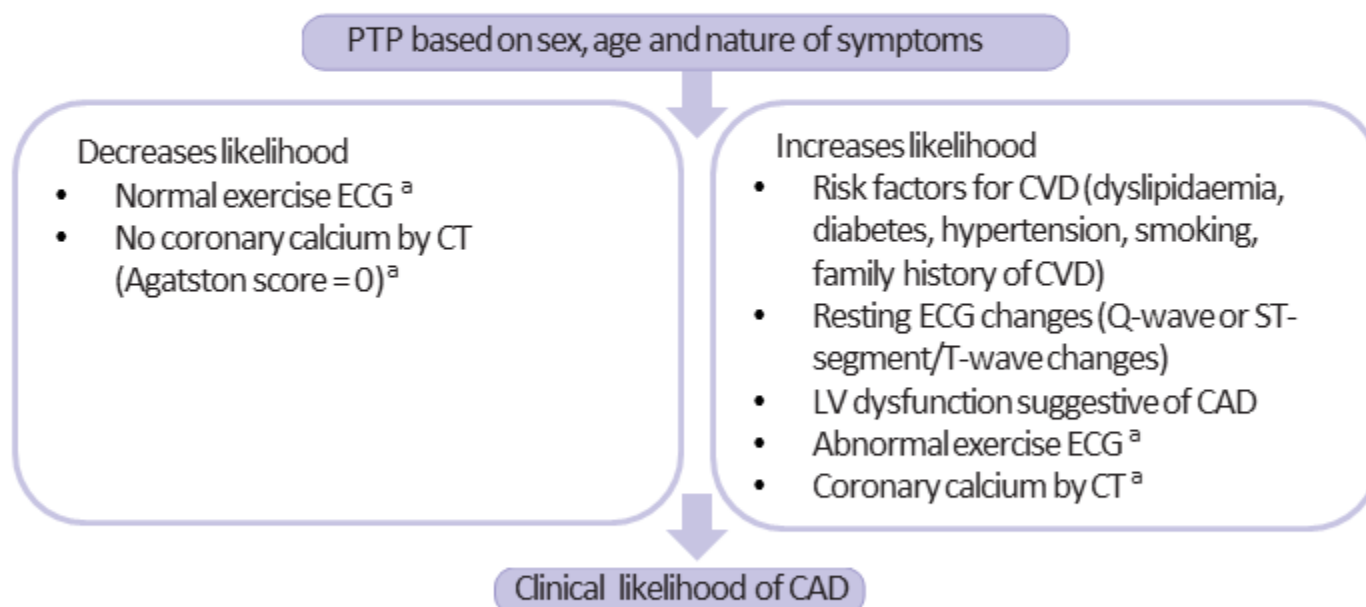 PTP based on sex, age and nature of symptoms
Decreases likelihood
• Normal exercise ECG ª
• No coronary calcium by CT
(Agatston score = 0) ª
Increases likelihood
• Risk factors for CVD (dyslipidaemia,
diabetes, hypertension, smoking,
family history of CVD)
• Resting ECG changes (Q-wave or ST-
segment/T-wave changes)
• LV dysfunction suggestive of CAD
• Abnormal exercise ECG ª
• Coronary calcium by CT ª
Clinical likelihood of CAD